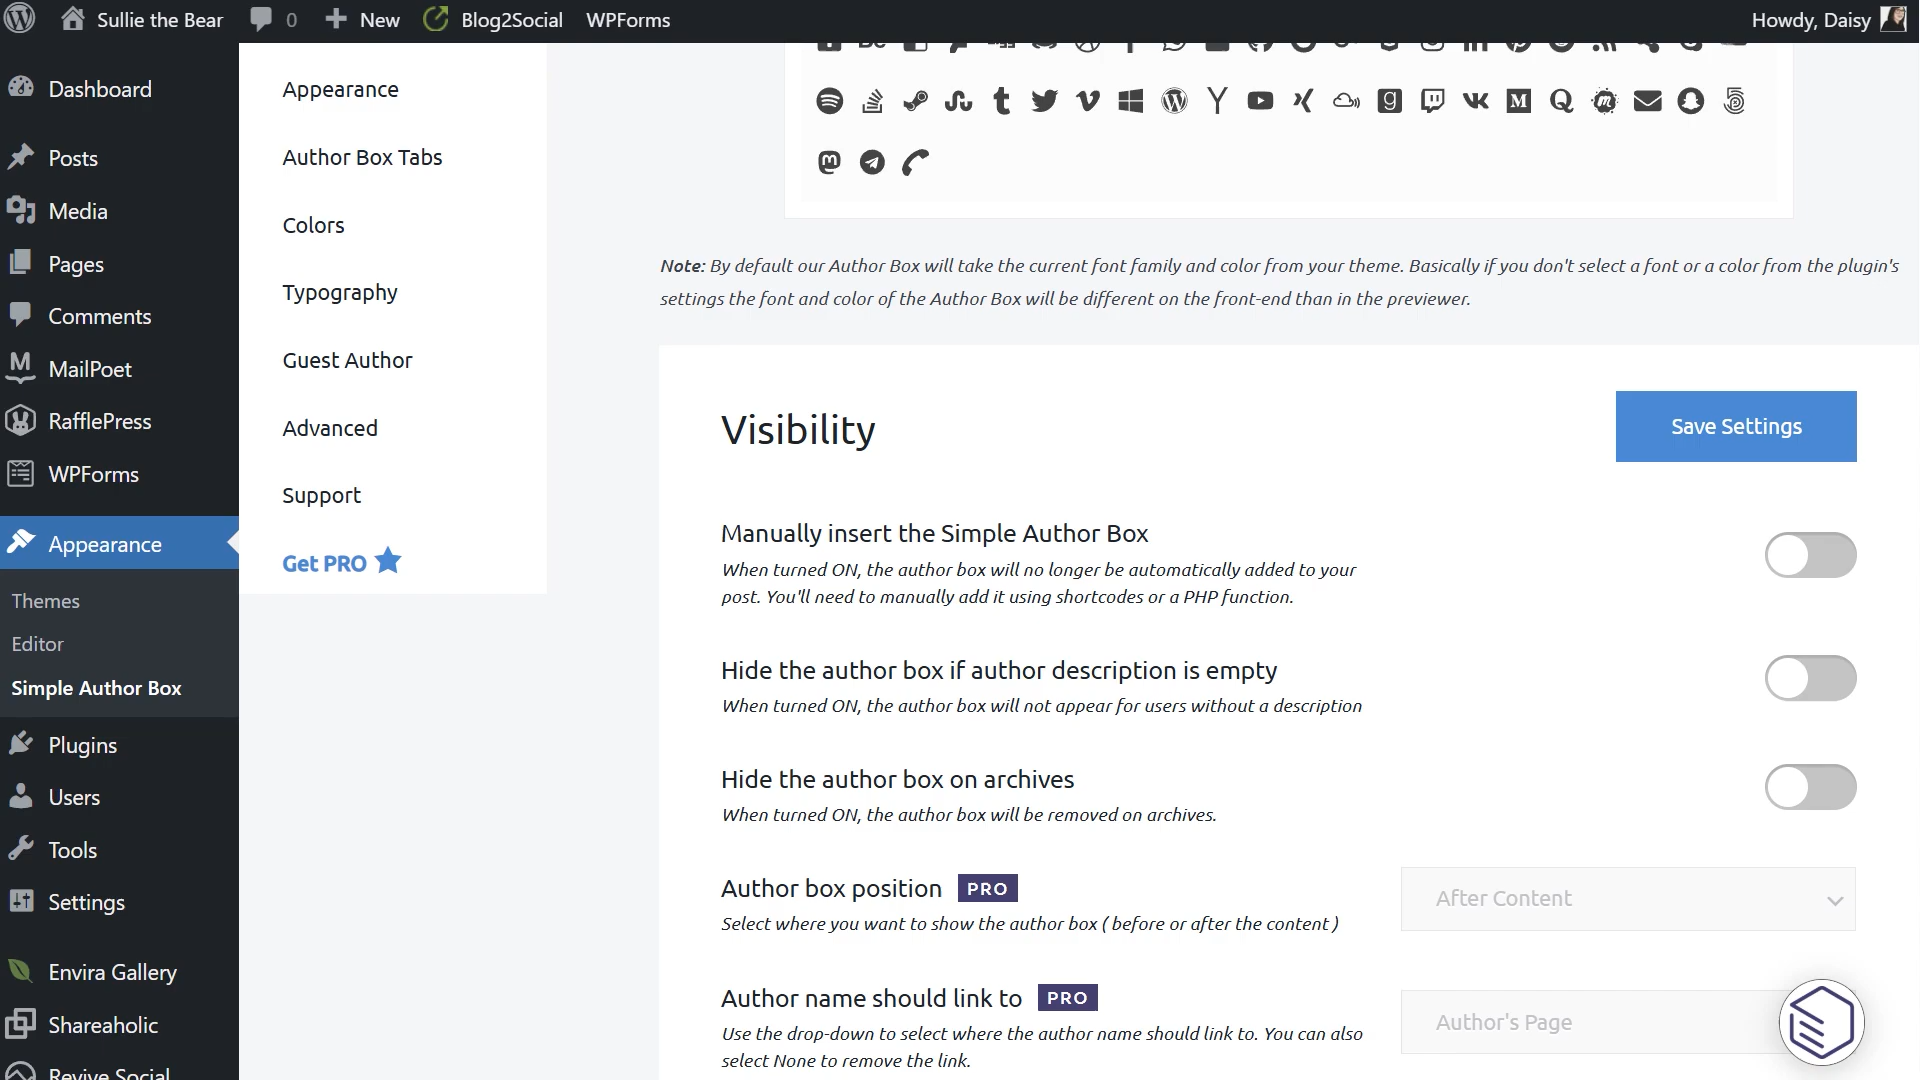 Sullie the Bear
0
New
Blog2Social
WPForms
Howdy, Daisy
Dashboard
Posts
Media
Pages
Comments
MailPoet
RafflePress
WPForms
Appearance
Themes
Editor
Simple Author Box
Plugins
Users
Tools
Settings
Envira Gallery
Shareaholic
Revive Social
Appearance
Author Box Tabs
Colors
Typography
Guest Author
Advanced
Support
Get PRO
Note: By default our Author Box will take the current font family and color from your theme. Basically if you don't select a font or a color from the plugin's
settings the font and color of the Author Box will be different on the front-end than in the previewer.
Visibility
Save Settings
Manually insert the Simple Author Box
When turned ON, the author box will no longer be automatically added to your
post. You'll need to manually add it using shortcodes or a PHP function.
Hide the author box if author description is empty
When turned ON, the author box will not appear for users without a description
Hide the author box on archives
When turned ON, the author box will be removed on archives.
Author box position PRO
Select where you want to show the author box ( before or after the content )
After Content
Author name should link to PRO
Use the drop-down to select where the author name should link to. You can also
select None to remove the link.
Author's Page